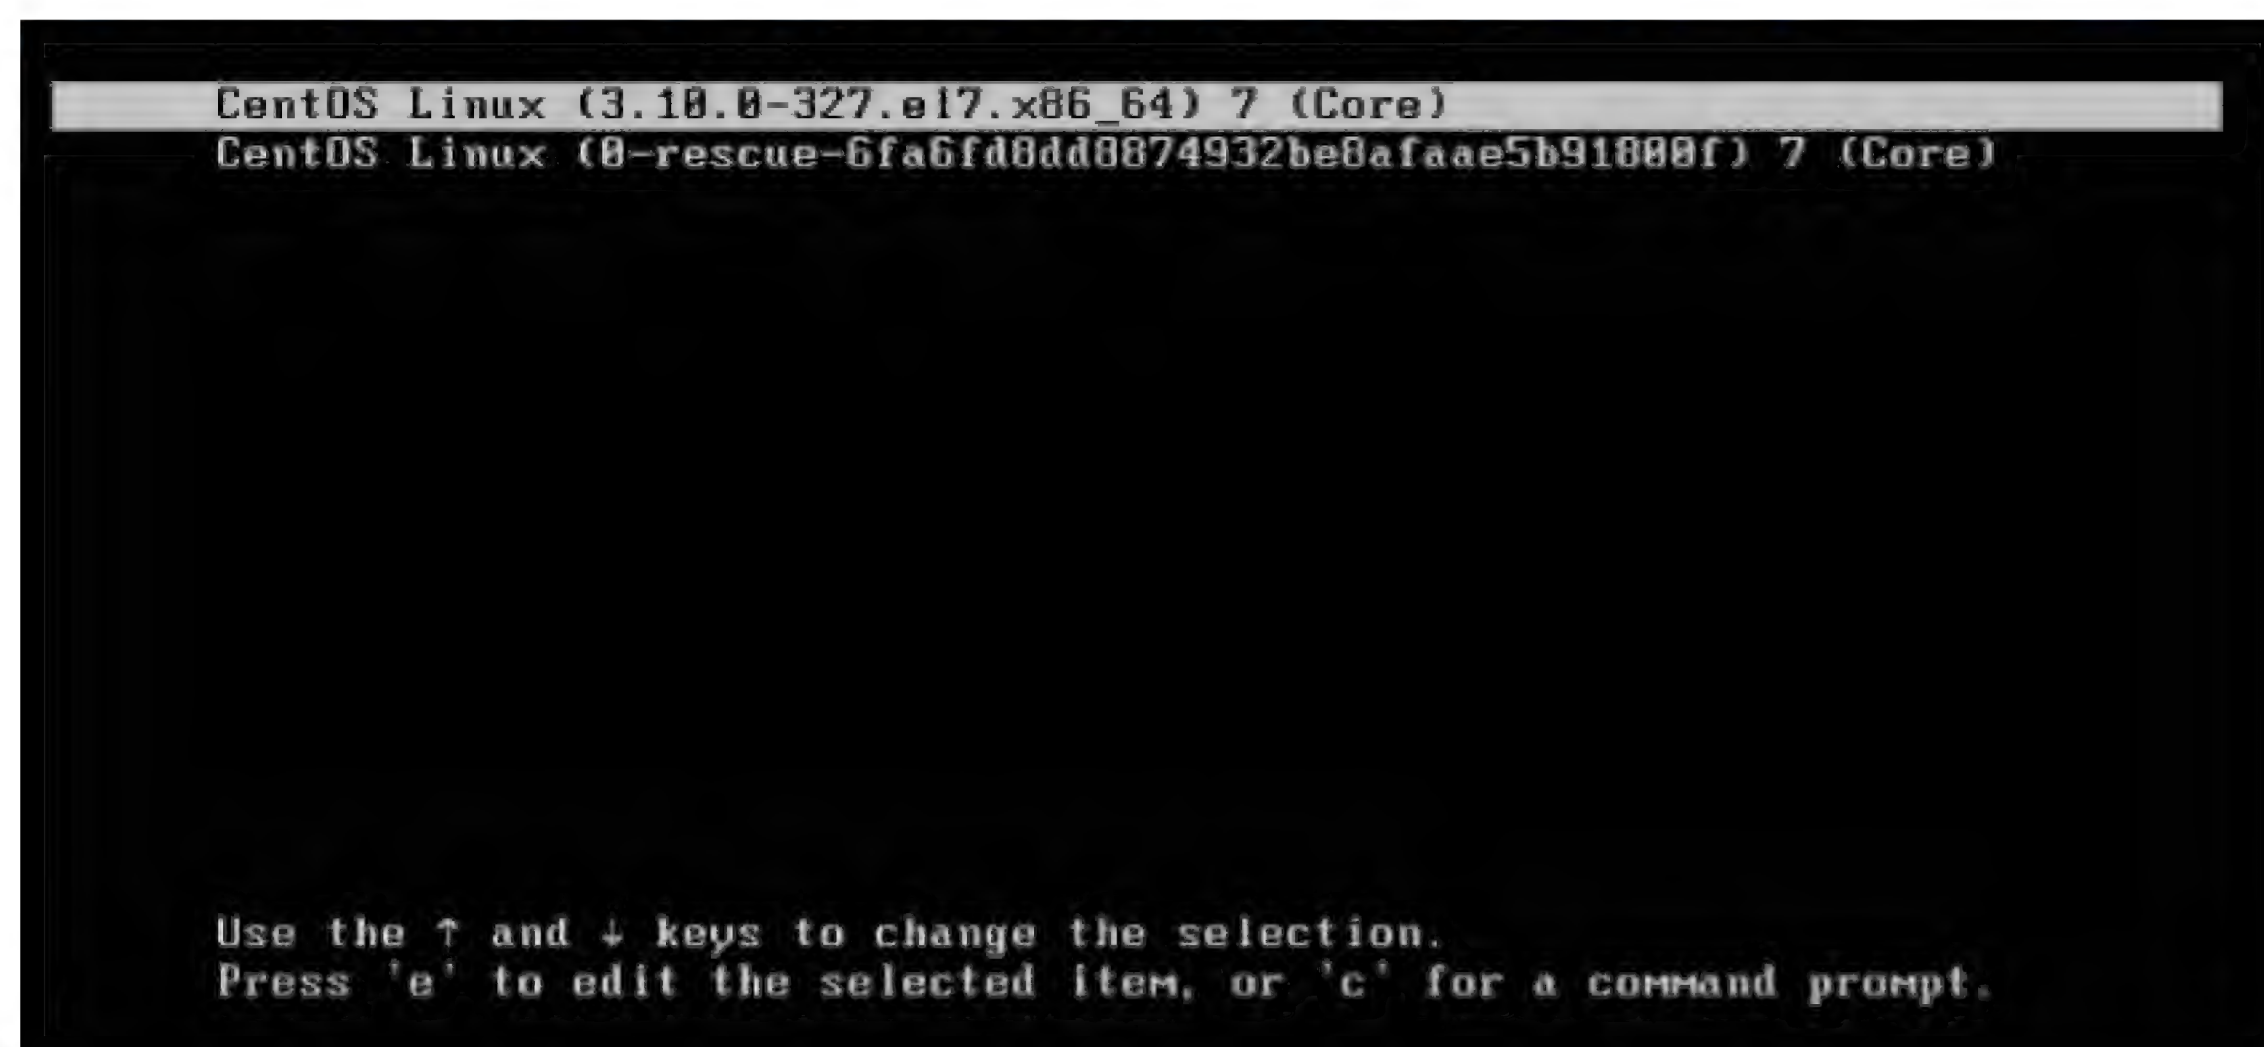 CentOS Linux (3.10.0-327.el7.x86_64) 7 (Core)
CentOS Linux (0-rescue-6fa6fd8dd8874932be8afaae5b91800f) 7 (Core)
Use the ↑ and ↓ keys to change the selection.
Press 'e' to edit the selected item, or 'c' for a command prompt.